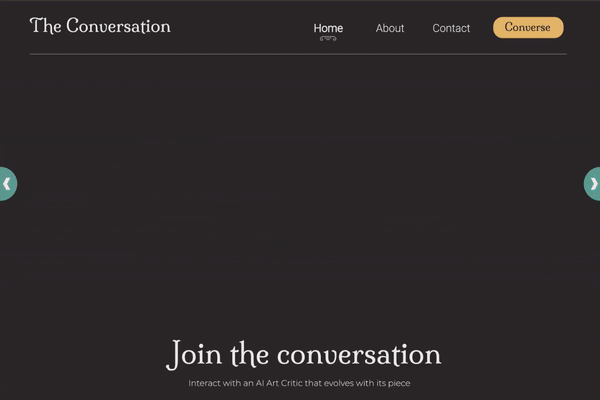 The Conversation
Home
About
Contact
Converse
Join the conversation
Interact with an AI Art Critic that evolves with its piece